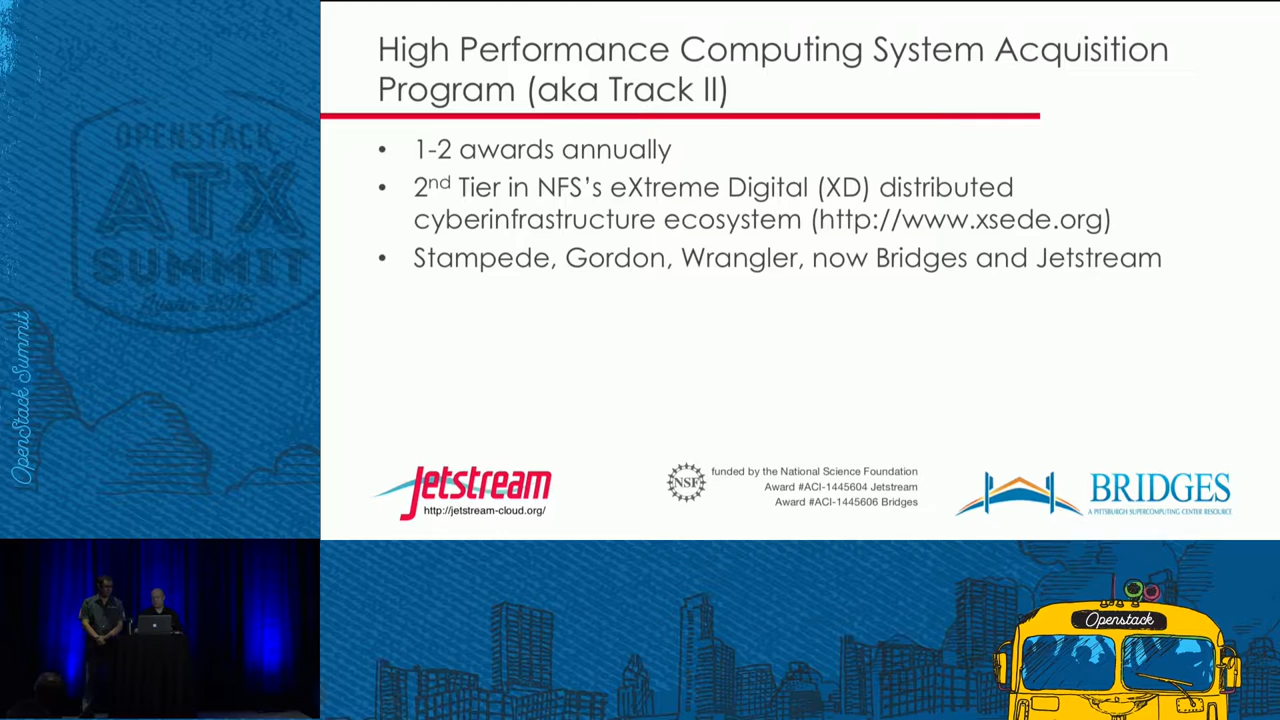 High Performance Computing System Acquisition
Program (aka Track II)
• 1-2 awards annually
• 2nd Tier in NFS's eXtreme Digital (XD) distributed
cyberinfrastructure ecosystem (http://www.xsede.org)
• Stampede, Gordon, Wrangler, now Bridges and Jetstream
Jetstream
http://jetstream-cloud.org/
NSF
funded by the National Science Foundation
Award #ACI-1445604 Jetstream
Award #ACI-1445606 Bridges
BRIDGES
A PITTSBURGH SUPERCOMPUTING CENTER RESOURCE
OPENSTACK
ATX
SUMMIT
Austin 2016
OpenStack Summit
Openstack